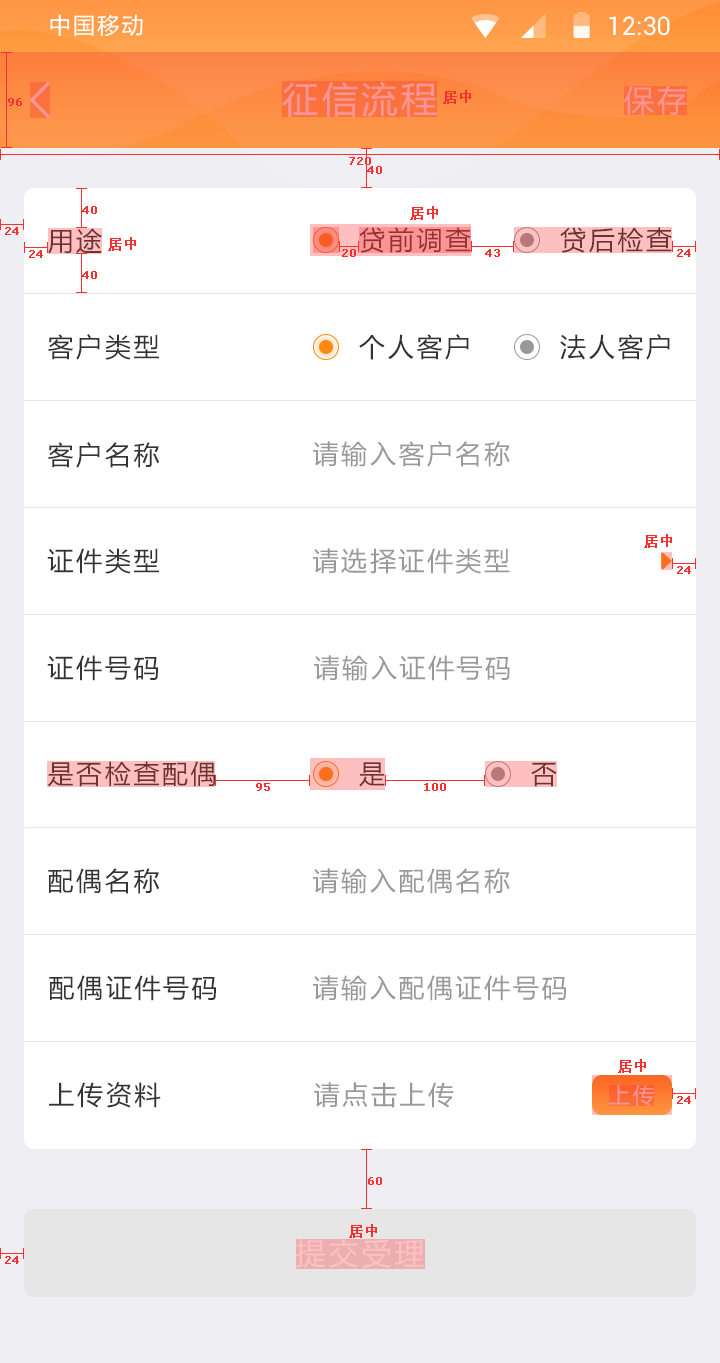 中国移动 12:30
96 征信流程 居中 保存
720
40
24 40 居中
用途 居中 贷前调查 贷后检查
24 20 43 24
40
客户类型 个人客户 法人客户
客户名称 请输入客户名称
居中
证件类型 请选择证件类型 24
证件号码 请输入证件号码
是否检查配偶 是 否
95 100
配偶名称 请输入配偶名称
配偶证件号码 请输入配偶证件号码
居中
上传资料 请点击上传 上传 24
60
居中
24 提交受理